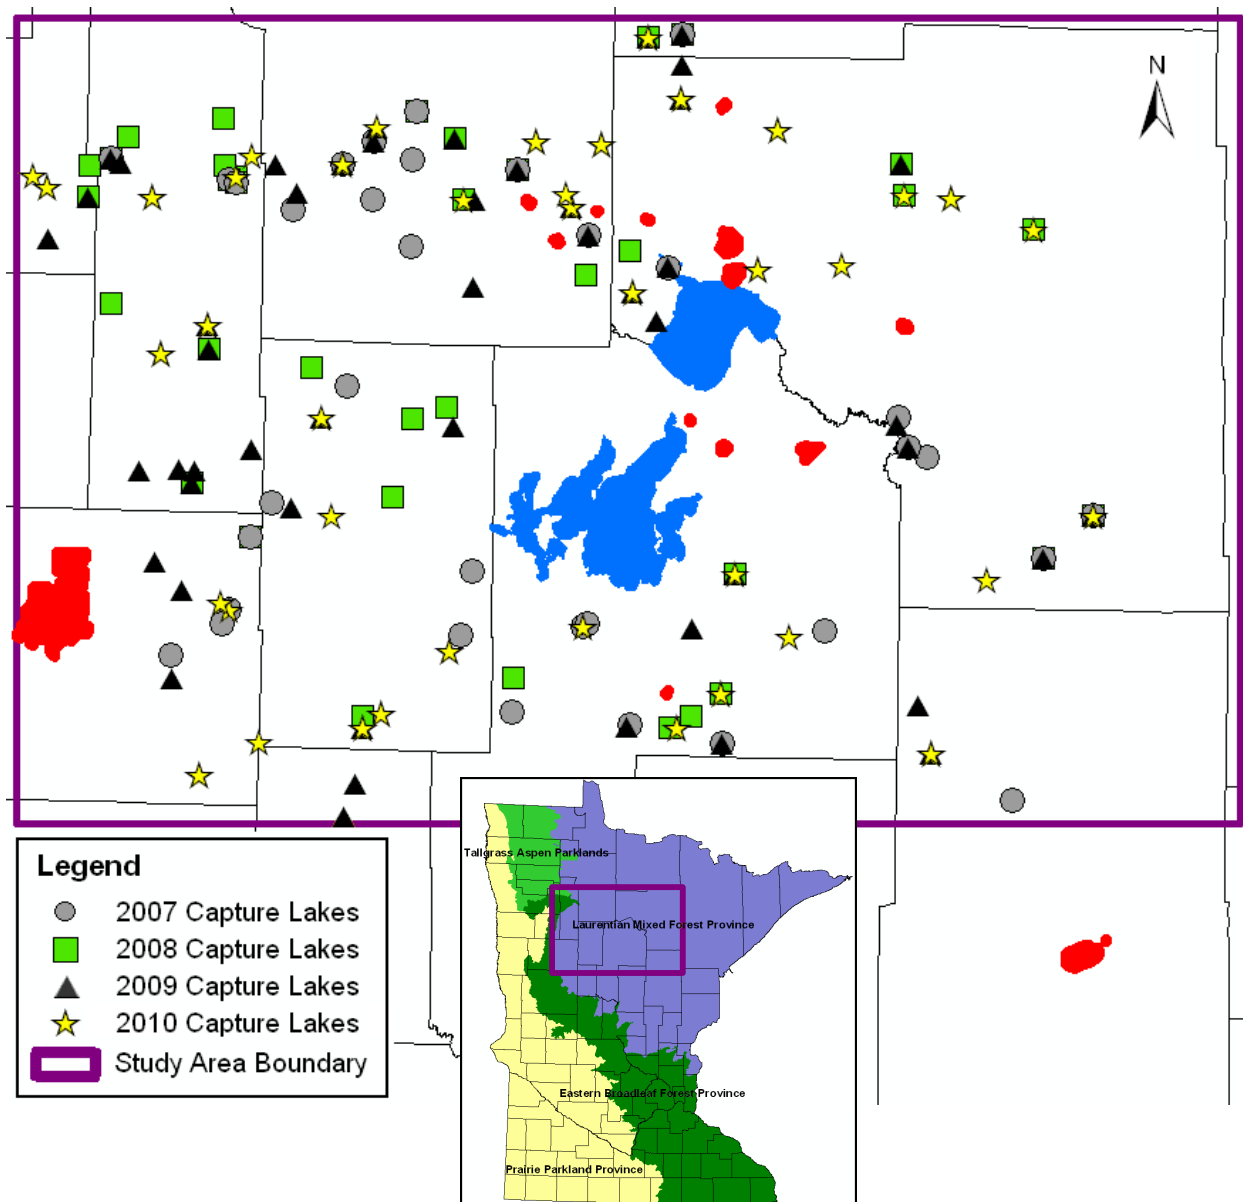 N
Legend
2007 Capture Lakes
2008 Capture Lakes
2009 Capture Lakes
2010 Capture Lakes
Study Area Boundary
Tallgrass Aspen Parklands
Laurentian Mixed Forest Province
Eastern Broadleaf Forest Province
Prairie Parkland Province